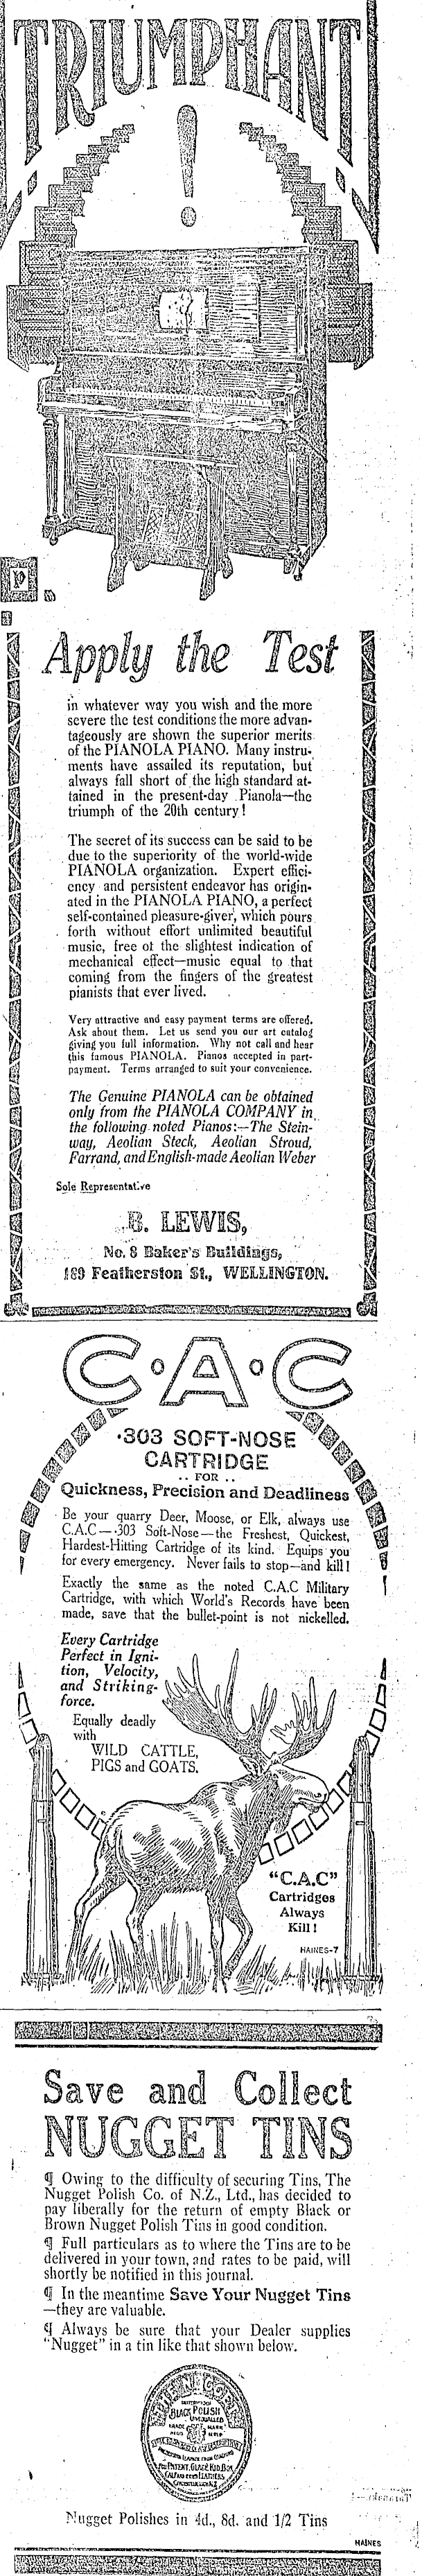 TRIUMPHANT
!
P
Apply the Test
in whatever way you wish and the more
severe the test conditions the more advan-
tageously are shown the superior merits
of the PIANOLA PIANO. Many instru-
ments have assailed its reputation, but
always fall short of the high standard at-
tained in the present-day Pianola—the
triumph of the 20th century!
The secret of its success can be said to be
due to the superiority of the world-wide
PIANOLA organization. Expert effici-
ency and persistent endeavor has origin-
ated in the PIANOLA PIANO, a perfect
self-contained pleasure-giver, which pours
forth without effort unlimited beautiful
music, free of the slightest indication of
mechanical effect—music equal to that
coming from the fingers of the greatest
pianists that ever lived.
Very attractive and easy payment terms are offered.
Ask about them. Let us send you our art catalog
giving you full information. Why not call and hear
this famous PIANOLA. Pianos accepted in part-
payment. Terms arranged to suit your convenience.
The Genuine PIANOLA can be obtained
only from the PIANOLA COMPANY in
the following noted Pianos:—The Stein-
way, Aeolian Steck, Aeolian Stroud,
Farrand, and English-made Aeolian Weber
Sole Representative
B. LEWIS,
No. 8 Baker's Buildings,
189 Featherston St., WELLINGTON.
C.A.C
·303 SOFT-NOSE
CARTRIDGE
.. FOR ..
Quickness, Precision and Deadliness
Be your quarry Deer, Moose, or Elk, always use
C.A.C—·303 Soft-Nose—the Freshest, Quickest,
Hardest-Hitting Cartridge of its kind. Equips you
for every emergency. Never fails to stop—and kill!
Exactly the same as the noted C.A.C Military
Cartridge, with which World's Records have been
made, save that the bullet-point is not nickelled.
Every Cartridge
Perfect in Igni-
tion, Velocity,
and Striking-
force.
Equally deadly
with
WILD CATTLE,
PIGS and GOATS.
"C.A.C"
Cartridges
Always
Kill!
HAINES-7
Save and Collect
NUGGET TINS
¶ Owing to the difficulty of securing Tins, The
Nugget Polish Co. of N.Z., Ltd., has decided to
pay liberally for the return of empty Black or
Brown Nugget Polish Tins in good condition.
¶ Full particulars as to where the Tins are to be
delivered in your town, and rates to be paid, will
shortly be notified in this journal.
¶ In the meantime Save Your Nugget Tins
—they are valuable.
¶ Always be sure that your Dealer supplies
"Nugget" in a tin like that shown below.
THE NUGGET
BLACK POLISH
TRADE MARK
Nugget Polishes in 4d., 8d. and 1/2 Tins
HAINES